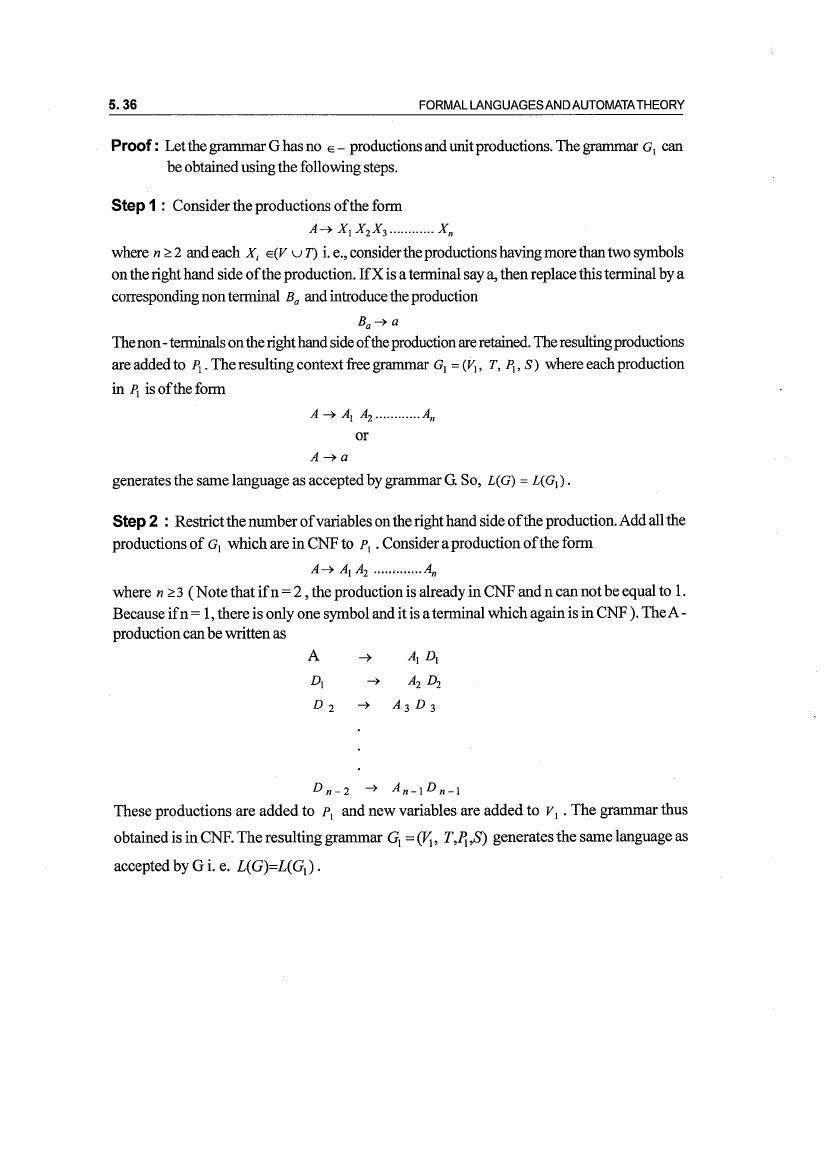 5. 36 FORMAL LANGUAGES AND AUTOMATA THEORY
Proof : Let the grammar G has no ∈ – productions and unit productions. The grammar G₁ can
be obtained using the following steps.
Step 1 : Consider the productions of the form
A→ X₁ X₂ X₃ ............ Xₙ
where n ≥ 2 and each Xᵢ ∈(V ∪ T) i. e., consider the productions having more than two symbols
on the right hand side of the production. If X is a terminal say a, then replace this terminal by a
corresponding non terminal Bₐ and introduce the production
Bₐ → a
The non - terminals on the right hand side of the production are retained. The resulting productions
are added to P₁ . The resulting context free grammar G₁ = (V₁, T, P₁, S) where each production
in P₁ is of the form
A → A₁ A₂ ............ Aₙ
or
A → a
generates the same language as accepted by grammar G. So, L(G) = L(G₁) .
Step 2 : Restrict the number of variables on the right hand side of the production. Add all the
productions of G₁ which are in CNF to P₁ . Consider a production of the form
A→ A₁ A₂ ............. Aₙ
where n ≥3 ( Note that if n = 2 , the production is already in CNF and n can not be equal to 1.
Because if n = 1, there is only one symbol and it is a terminal which again is in CNF ). The A -
production can be written as
A → A₁ D₁
D₁ → A₂ D₂
D ₂ → A ₃ D ₃
.
.
.
Dₙ₋₂ → Aₙ₋₁ Dₙ₋₁
These productions are added to P₁ and new variables are added to V₁ . The grammar thus
obtained is in CNF. The resulting grammar G₁ = (V₁, T,P₁,S) generates the same language as
accepted by G i. e. L(G)=L(G₁) .